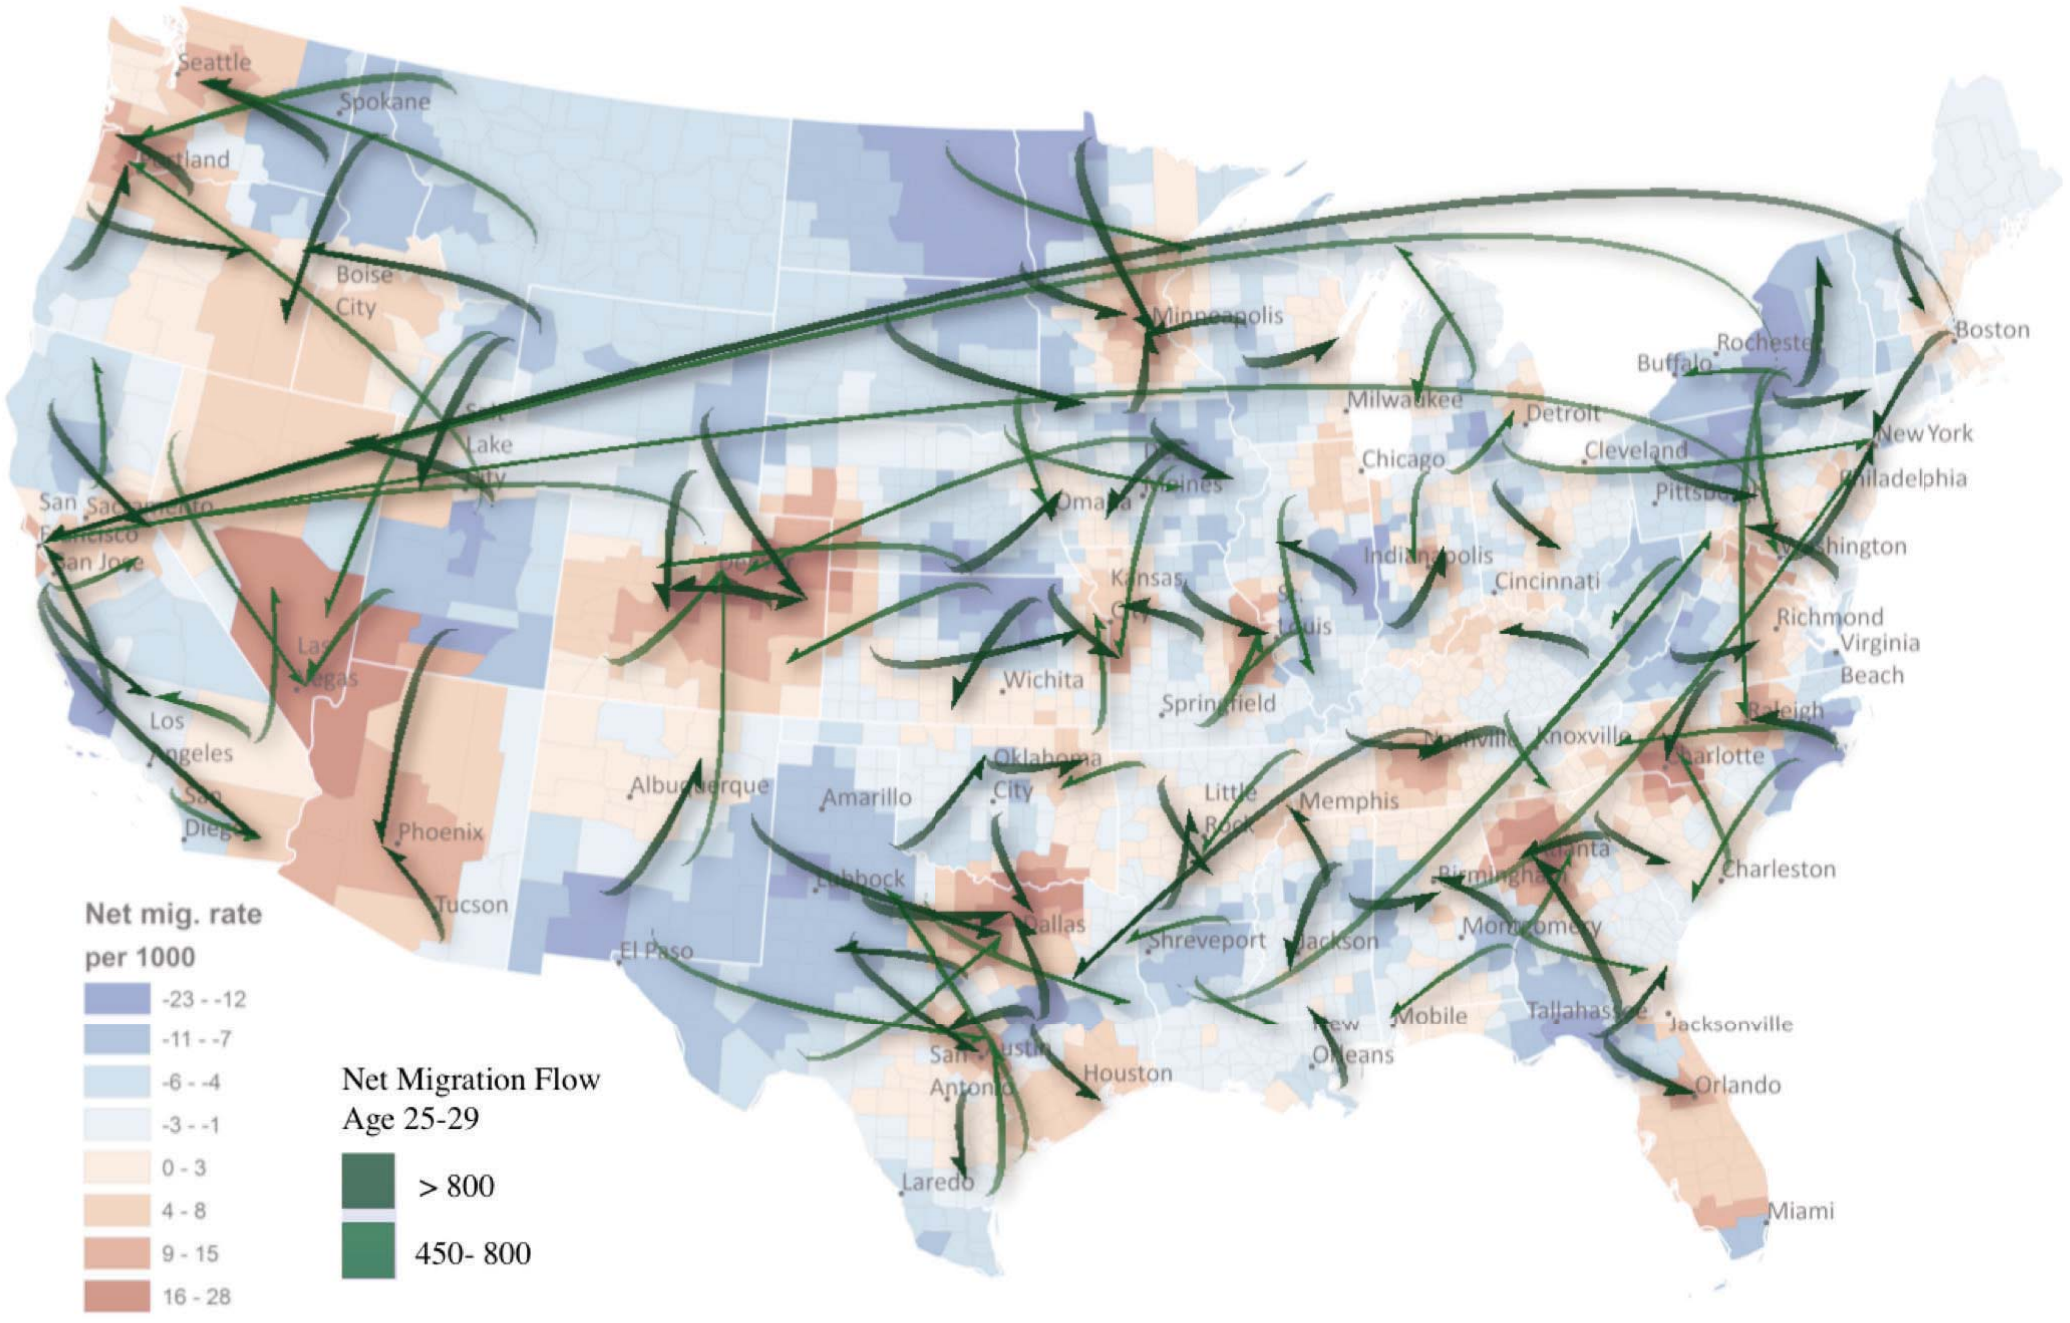 Seattle
Spokane
Portland
Boise
City
Minneapolis
Boston
Rochester
Buffalo
Milwaukee
Detroit
Salt
Lake
City
New York
Cleveland
Chicago
Philadelphia
Des
Moines
Omaha
Pittsburg
San
Francisco
Sacramento
San Jose
Washington
Indianapolis
Denver
Kansas
City
Cincinnati
St.
Louis
Richmond
Virginia
Beach
Las
Vegas
Wichita
Springfield
Raleigh
Los
Angeles
Nashville
Knoxville
Charlotte
Oklahoma
City
Albuquerque
Amarillo
Little
Rock
Memphis
San
Diego
Phoenix
Atlanta
Charleston
Birmingham
Lubbock
Tucson
Dallas
Montgomery
El Paso
Shreveport
Jackson
Mobile
Tallahassee
Jacksonville
New
Orleans
Austin
San
Antonio
Houston
Orlando
Laredo
Miami
Net mig. rate
per 1000
-23 - -12
-11 - -7
-6 - -4
-3 - -1
0 - 3
4 - 8
9 - 15
16 - 28
Net Migration Flow
Age 25-29
> 800
450- 800